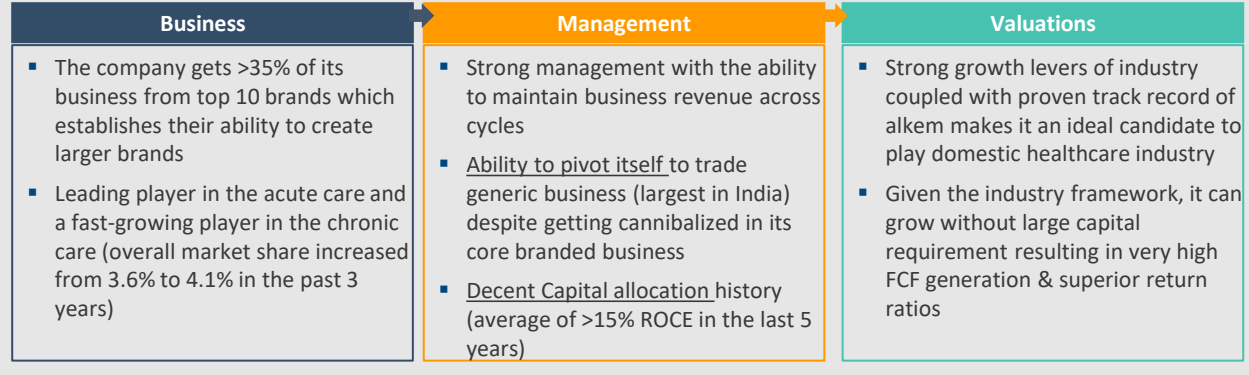 Business
▪ The company gets >35% of its
business from top 10 brands which
establishes their ability to create
larger brands
▪ Leading player in the acute care and
a fast-growing player in the chronic
care (overall market share increased
from 3.6% to 4.1% in the past 3
years)
Management
▪ Strong management with the ability
to maintain business revenue across
cycles
▪ Ability to pivot itself to trade
generic business (largest in India)
despite getting cannibalized in its
core branded business
▪ Decent Capital allocation history
(average of >15% ROCE in the last 5
years)
Valuations
▪ Strong growth levers of industry
coupled with proven track record of
alkem makes it an ideal candidate to
play domestic healthcare industry
▪ Given the industry framework, it can
grow without large capital
requirement resulting in very high
FCF generation & superior return
ratios